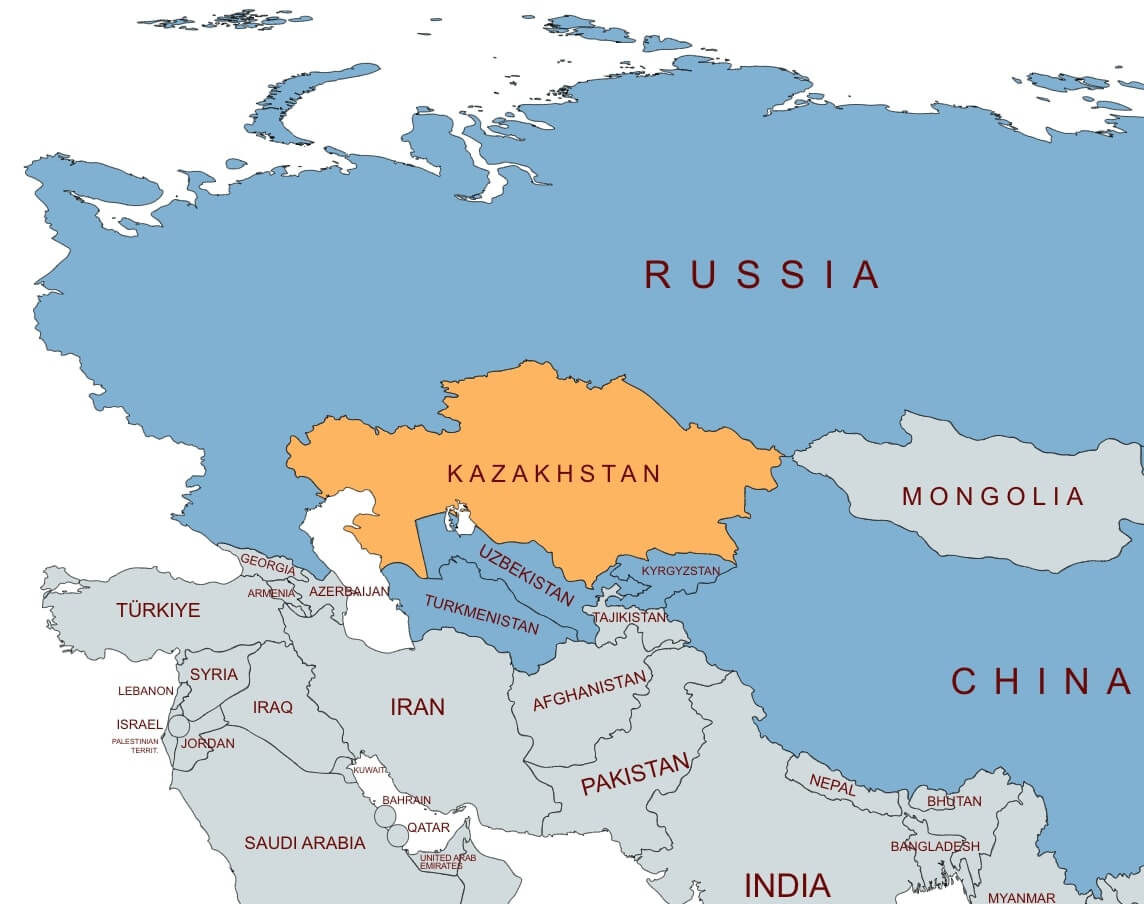 RUSSIA
KAZAKHSTAN
MONGOLIA
UZBEKISTAN
GEORGIA
KYRGYZSTAN
ARMENIA
AZERBAIJAN
TÜRKIYE
TURKMENISTAN
TAJIKISTAN
SYRIA
CHINA
LEBANON
AFGHANISTAN
IRAQ
IRAN
ISRAEL
PALESTINIAN
TERRIT.
JORDAN
KUWAIT
PAKISTAN
NEPAL
BAHRAIN
BHUTAN
QATAR
SAUDI ARABIA
BANGLADESH
UNITED ARAB
EMIRATES
INDIA
MYANMAR